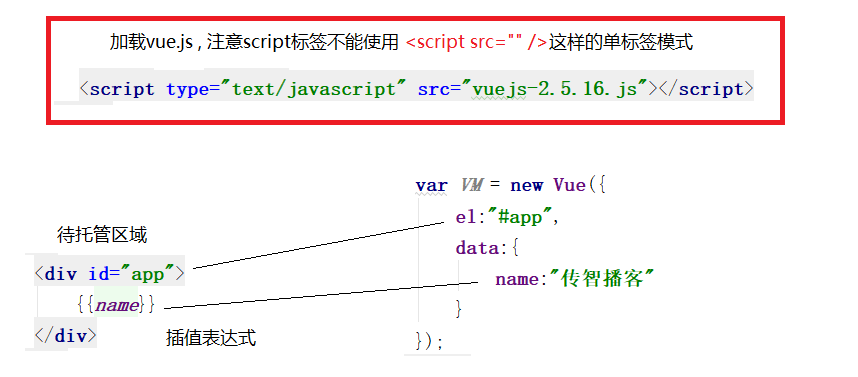 加载vue.js , 注意script标签不能使用 <script src="" />这样的单标签模式
<script type="text/javascript" src="vuejs-2.5.16.js"></script>
待托管区域
<div id="app">
{{name}}
</div>
插值表达式
var VM = new Vue({
el:"#app",
data:{
name:"传智播客"
}
});